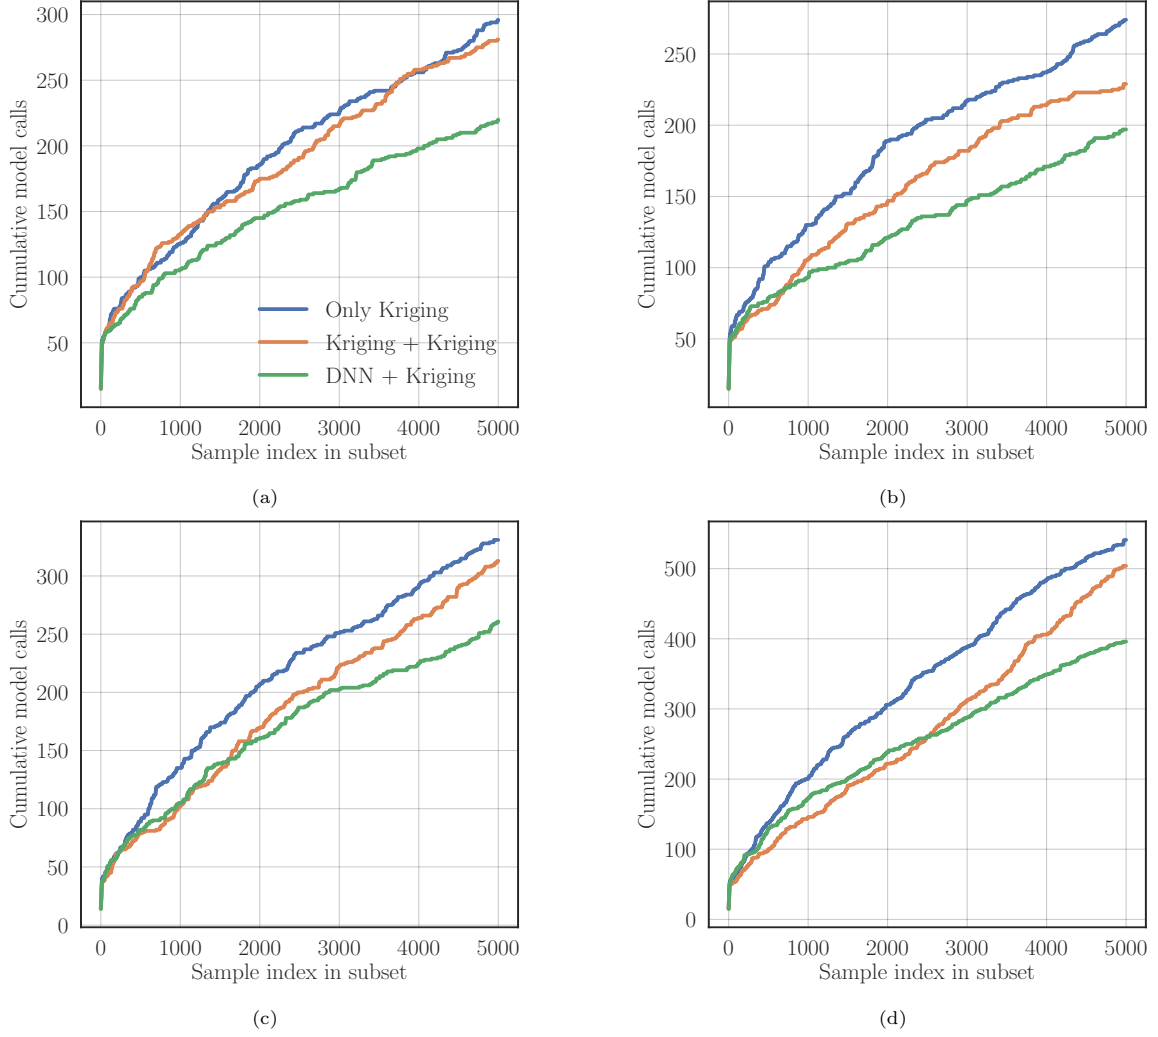 300
250
200
150
100
50
Cumulative model calls
Only Kriging
Kriging + Kriging
DNN + Kriging
0 1000 2000 3000 4000 5000
Sample index in subset
(a)
250
200
150
100
50
Cumulative model calls
0 1000 2000 3000 4000 5000
Sample index in subset
(b)
300
250
200
150
100
50
0
Cumulative model calls
0 1000 2000 3000 4000 5000
Sample index in subset
(c)
500
400
300
200
100
0
Cumulative model calls
0 1000 2000 3000 4000 5000
Sample index in subset
(d)